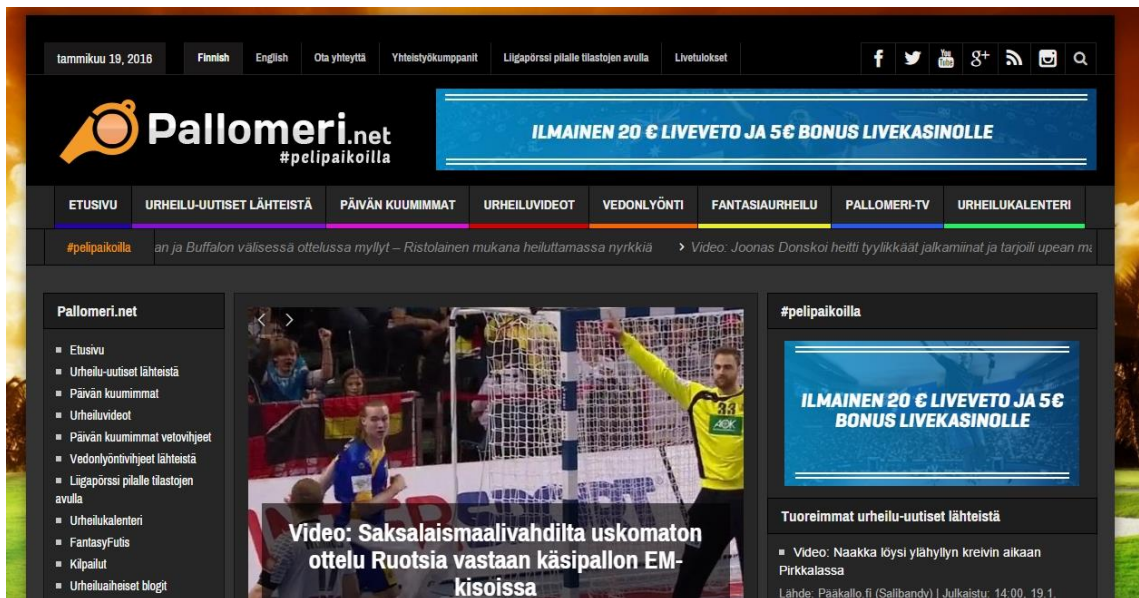 tammikuu 19, 2016
Finnish
English
Ota yhteyttä
Yhteistyökumppanit
Liigapörssi pilalle tilastojen avulla
Livetulokset
You
Tube
g+
Pallomeri.net
#pelipaikoilla
ILMAINEN 20 € LIVEVETO JA 5€ BONUS LIVEKASINOLLE
ETUSIVU
URHEILU-UUTISET LÄHTEISTÄ
PÄIVÄN KUUMIMMAT
URHEILUVIDEOT
VEDONLYÖNTI
FANTASIAURHEILU
PALLOMERI-TV
URHEILUKALENTERI
#pelipaikoilla
an ja Buffalon välisessä ottelussa myllyt – Ristolainen mukana heiluttamassa nyrkkiä
Video: Joonas Donskoi heitti tyylikkäät jalkamiinat ja tarjoili upean
Pallomeri.net
Etusivu
Urheilu-uutiset lähteistä
Päivän kuumimmat
Urheiluvideot
Päivän kuumimmat vetovihjeet
Vedonlyöntivihjeet lähteistä
Liigapörssi pilalle tilastojen
avulla
Urheilukalenteri
FantasyFutis
Kilpailut
Urheiluaiheiset blogit
33
AOK
Video: Saksalaismaalivahdilta uskomaton
ottelu Ruotsia vastaan käsipallon EM-
kisoissa
#pelipaikoilla
ILMAINEN 20 € LIVEVETO JA 5€
BONUS LIVEKASINOLLE
Tuoreimmat urheilu-uutiset lähteistä
Video: Naakka löysi ylähyllyn kreivin aikaan
Pirkkalassa
Lähde: Pääkallo.fi (Salibandy) | Julkaistu: 14:00, 19.1.